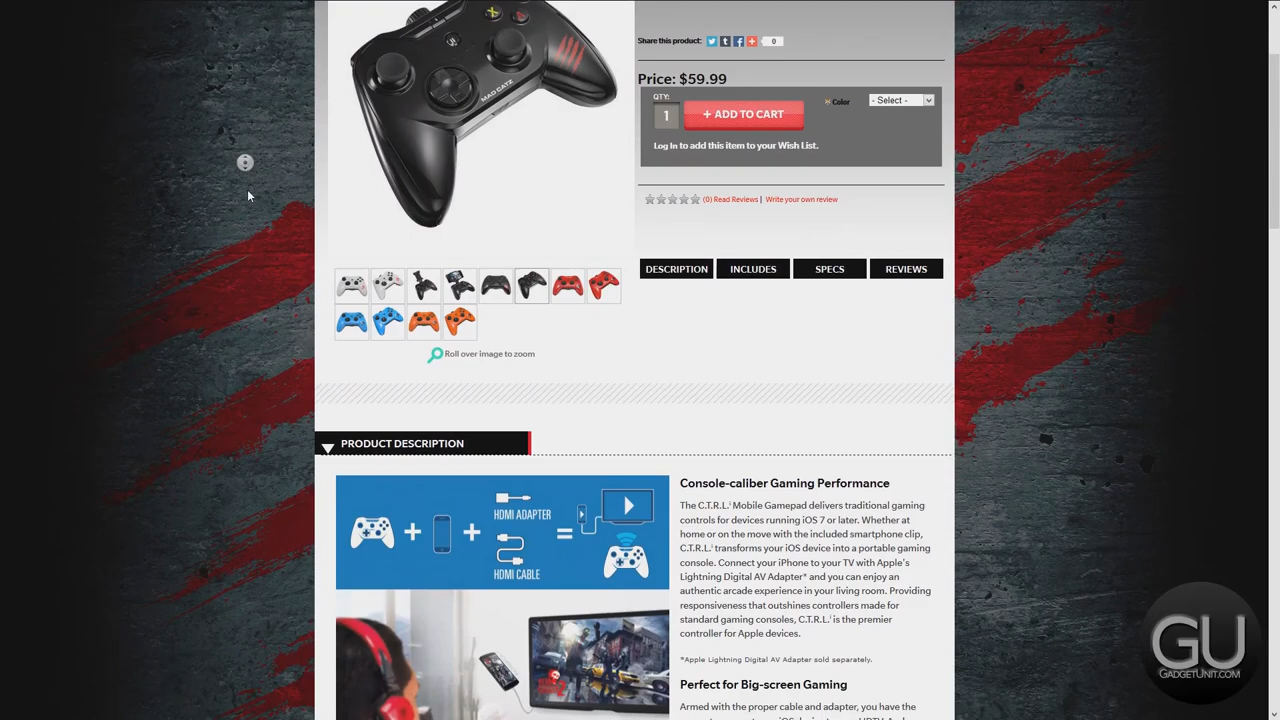 MAD CATZ
Share this product:
0
Price: $59.99
QTY:
1
+ ADD TO CART
Color
- Select -
Log In to add this item to your Wish List.
(0) Read Reviews | Write your own review
DESCRIPTION
INCLUDES
SPECS
REVIEWS
Roll over image to zoom
PRODUCT DESCRIPTION
HDMI ADAPTER
HDMI CABLE
Console-caliber Gaming Performance
The C.T.R.L.i Mobile Gamepad delivers traditional gaming
controls for devices running iOS 7 or later. Whether at
home or on the move with the included smartphone clip,
C.T.R.L.i transforms your iOS device into a portable gaming
console. Connect your iPhone to your TV with Apple's
Lightning Digital AV Adapter* and you can enjoy an
authentic arcade experience in your living room. Providing
responsiveness that outshines controllers made for
standard gaming consoles, C.T.R.L.i is the premier
controller for Apple devices.
*Apple Lightning Digital AV Adapter sold separately.
Perfect for Big-screen Gaming
Armed with the proper cable and adapter, you have the
GU
GADGETUNIT.COM